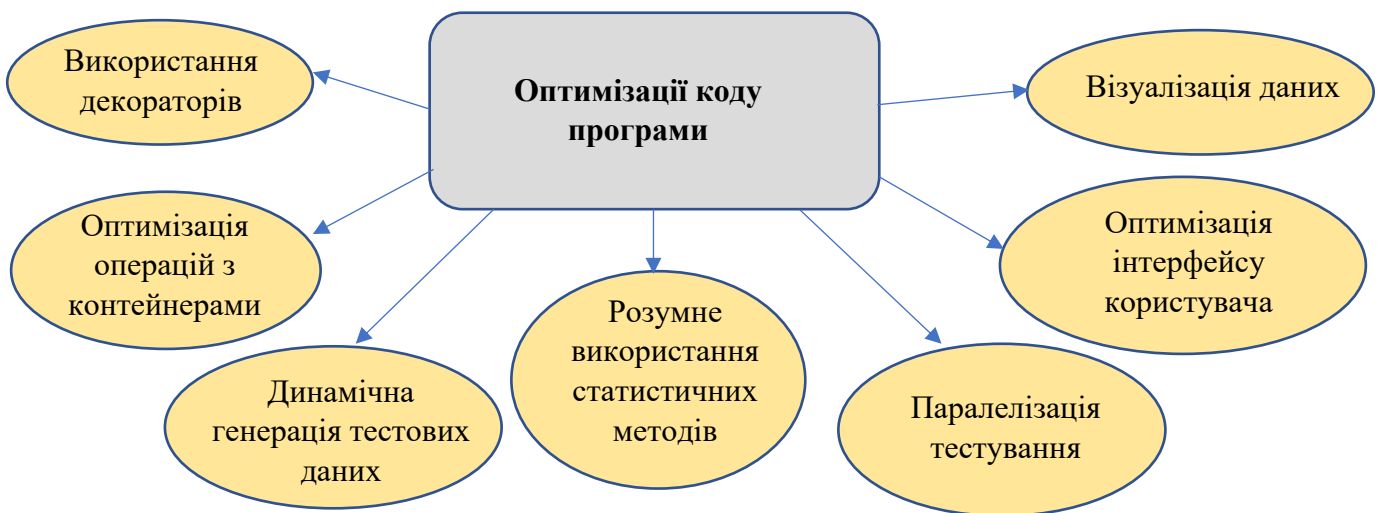 Оптимізації коду
програми
Використання
декораторів
Візуалізація даних
Оптимізація
операцій з
контейнерами
Оптимізація
інтерфейсу
користувача
Динамічна
генерація тестових
даних
Розумне
використання
статистичних
методів
Паралелізація
тестування